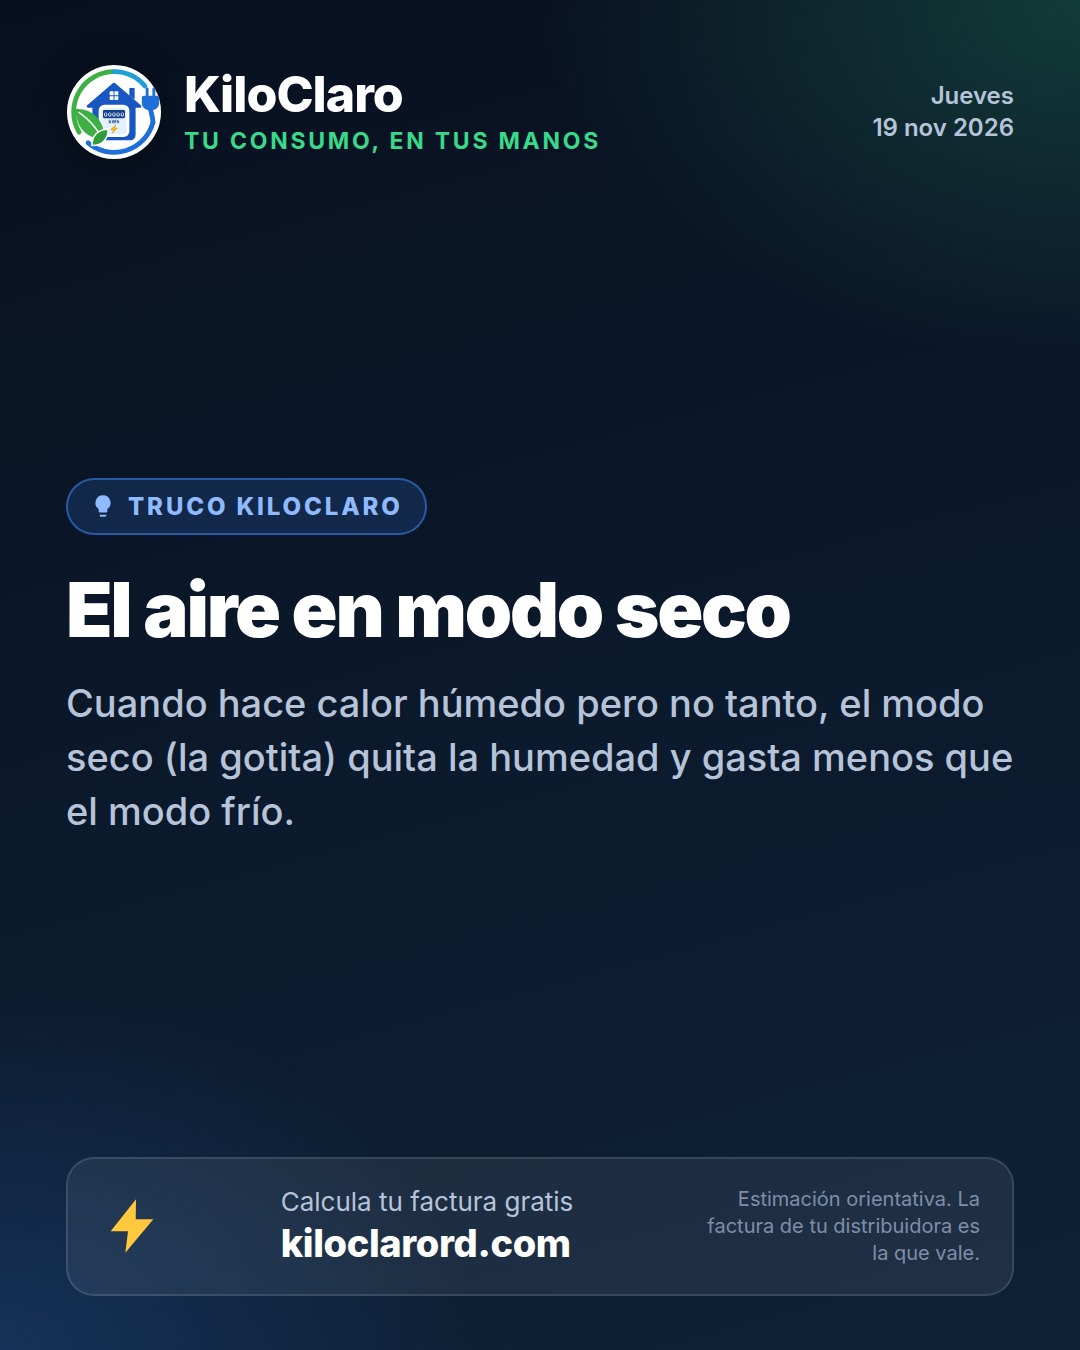 KiloClaro
TU CONSUMO, EN TUS MANOS
Jueves
19 nov 2026
TRUCO KILOCLARO
El aire en modo seco
Cuando hace calor húmedo pero no tanto, el modo
seco (la gotita) quita la humedad y gasta menos que
el modo frío.
Calcula tu factura gratis
kiloclarord.com
Estimación orientativa. La
factura de tu distribuidora es
la que vale.